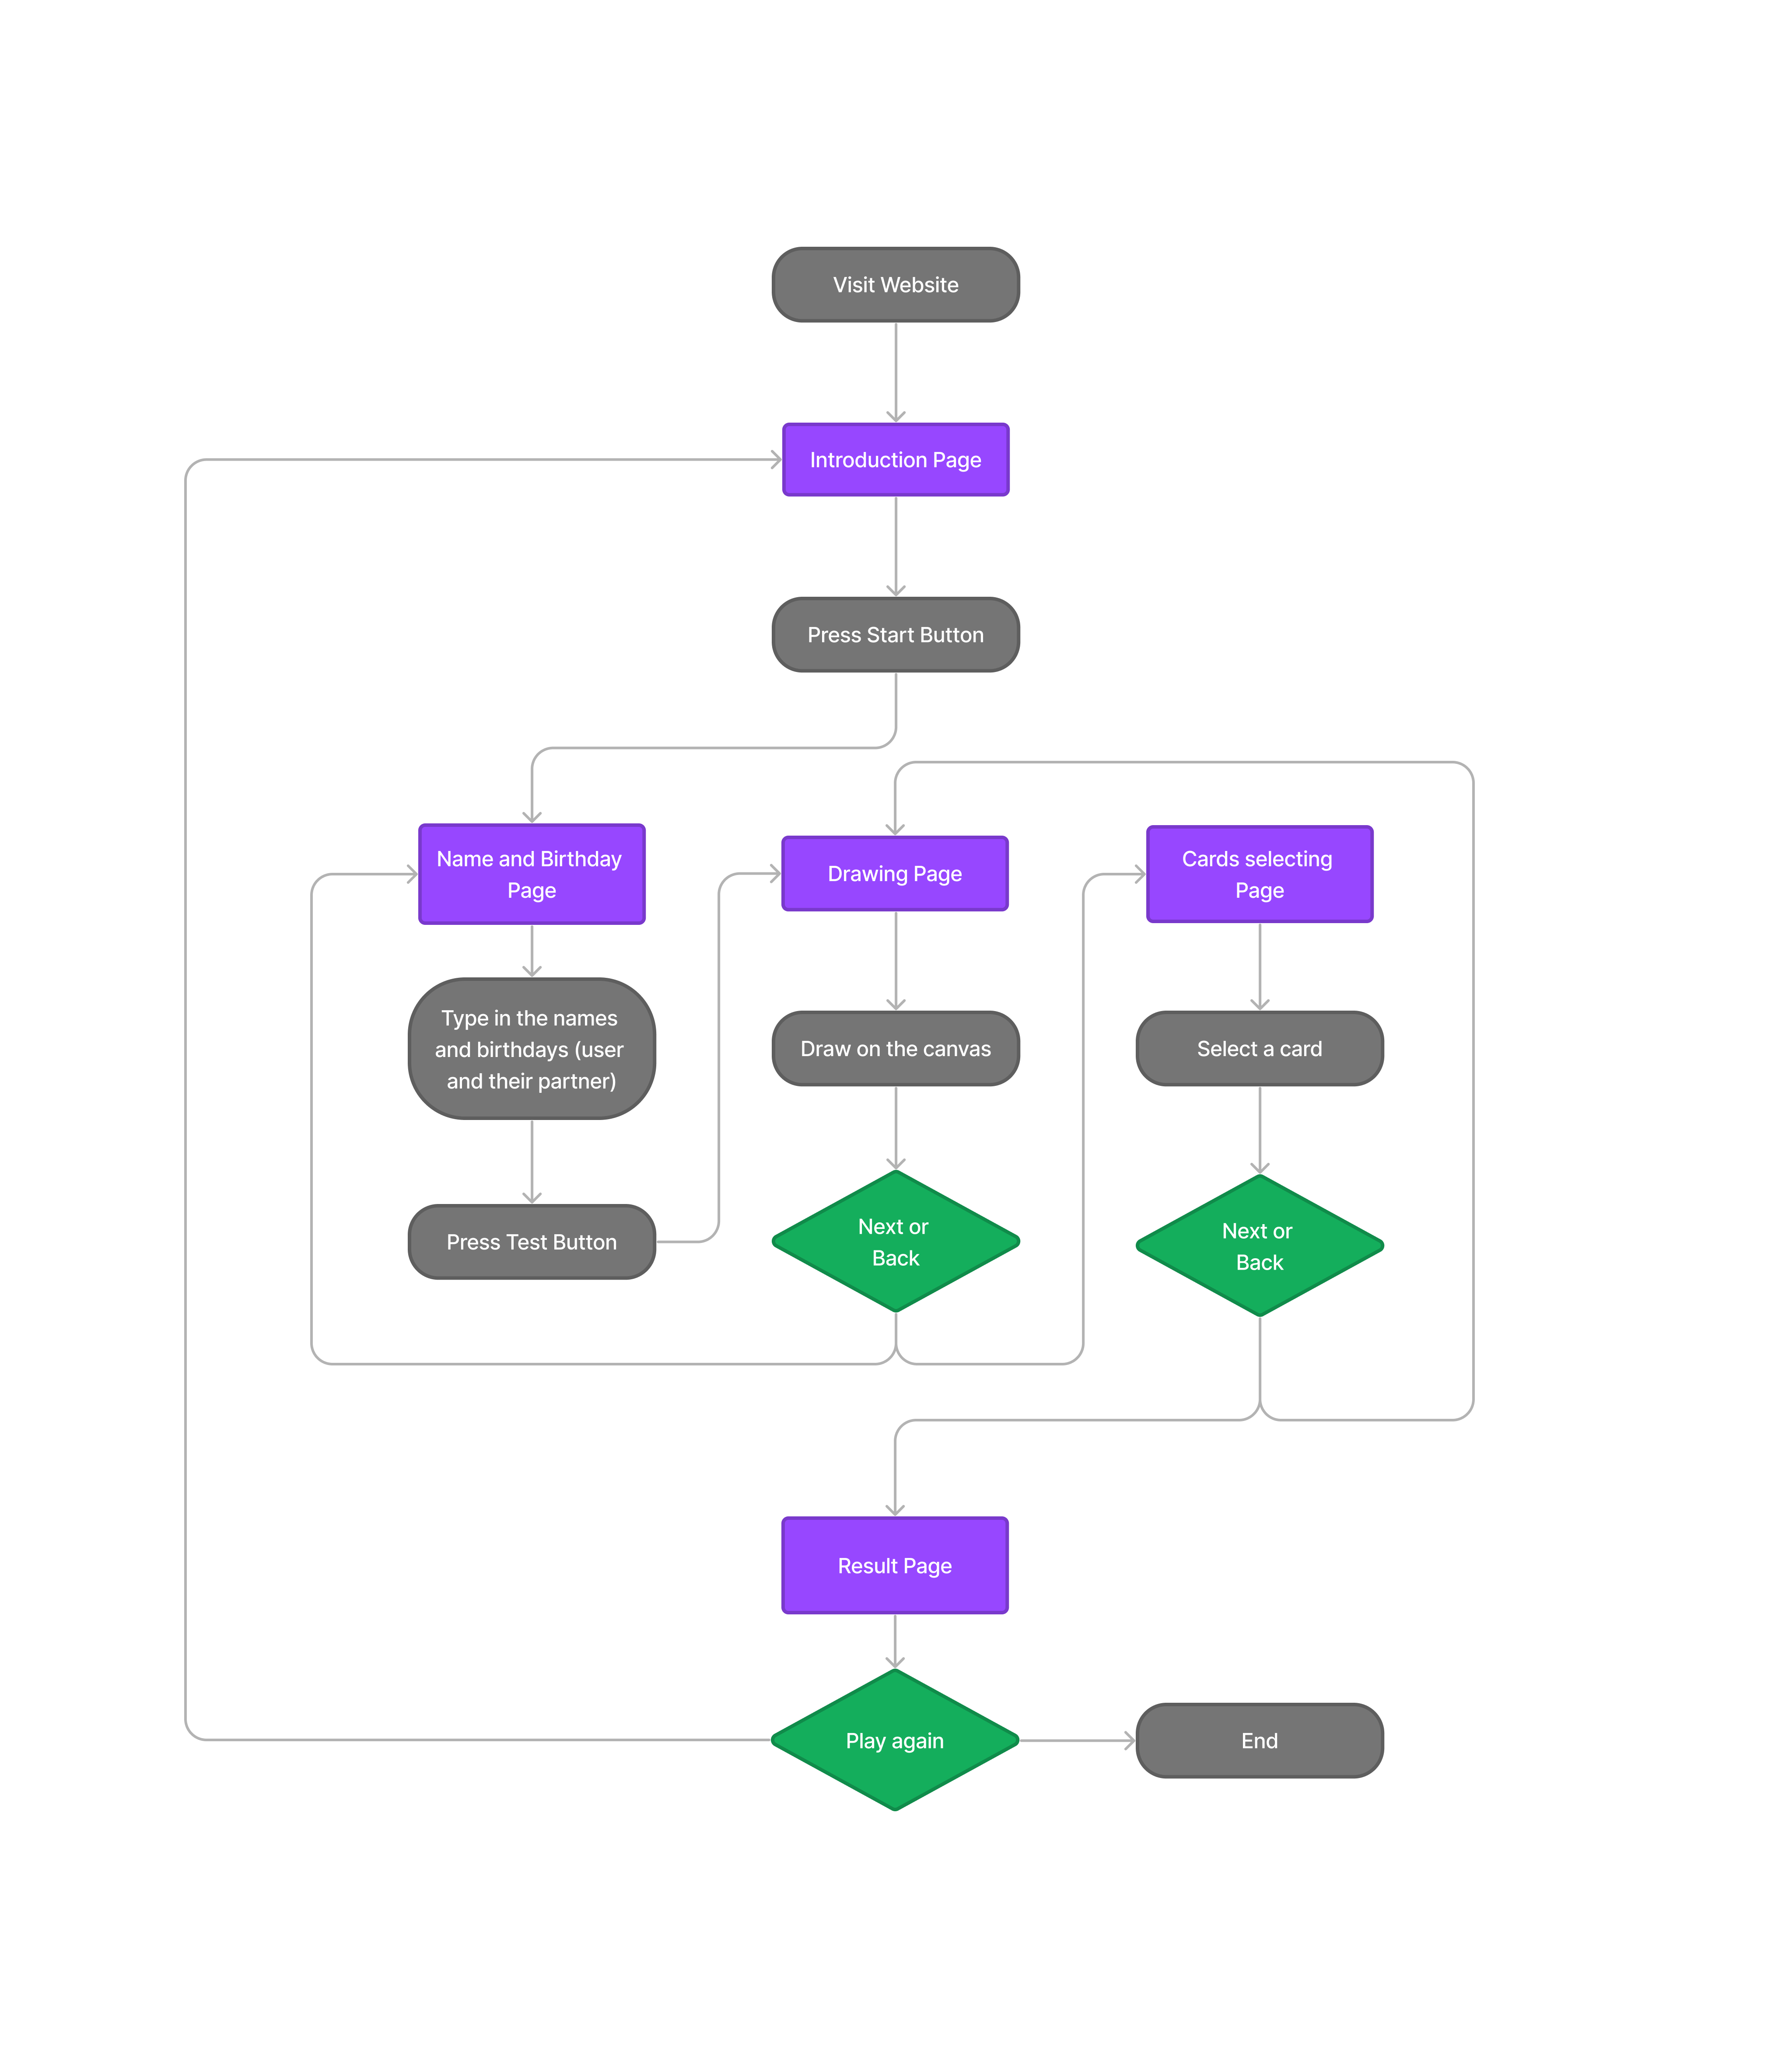 Visit Website
Introduction Page
Press Start Button
Name and Birthday
Page
Type in the names
and birthdays (user
and their partner)
Press Test Button
Drawing Page
Draw on the canvas
Next or
Back
Cards selecting
Page
Select a card
Next or
Back
Result Page
Play again
End